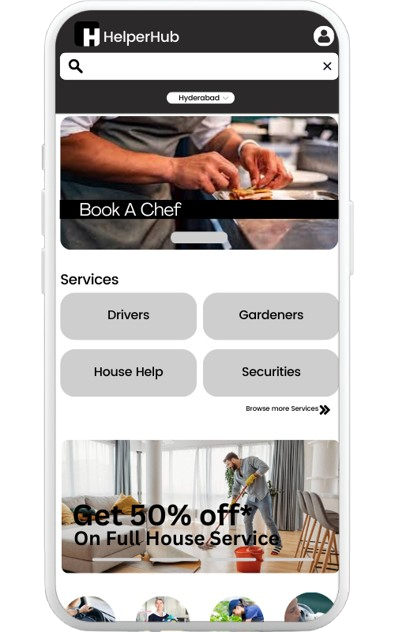 H HelperHub
Hyderabad
Book A Chef
Services
Drivers
Gardeners
House Help
Securities
Browse more Services
Get 50% off*
On Full House Service